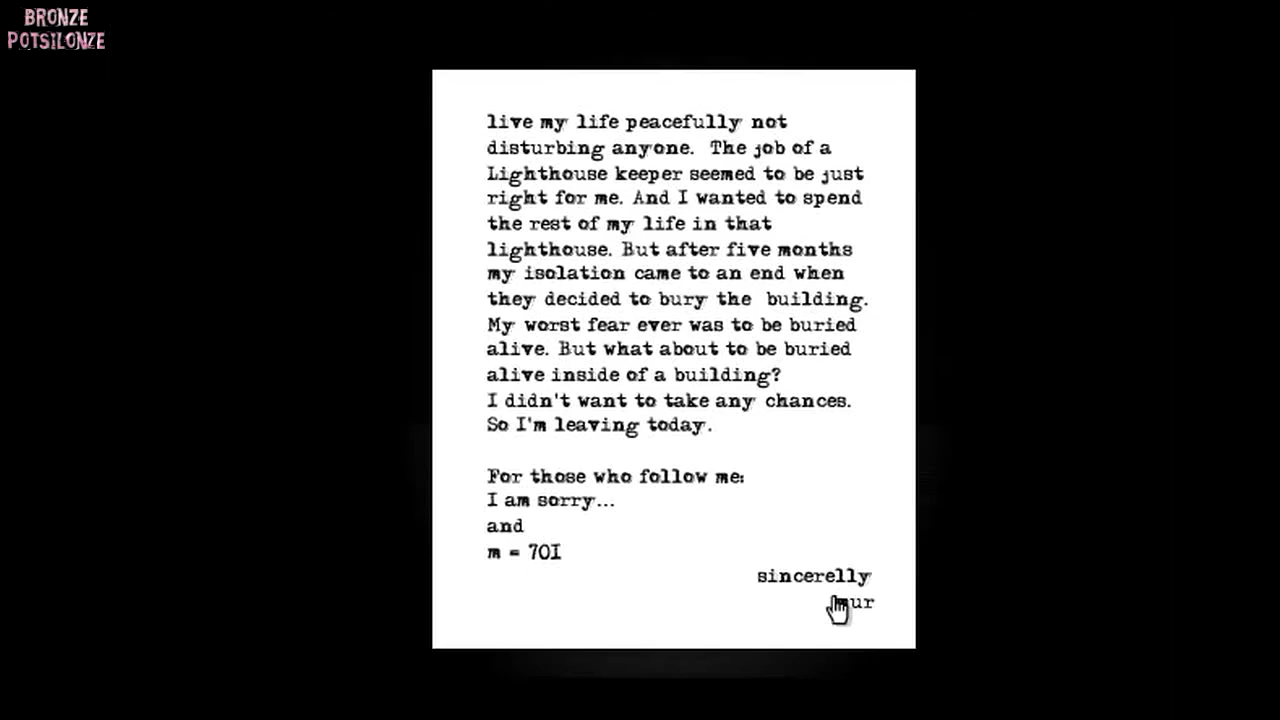 BRONZE
POTSILONZE
live my life peacefully not
disturbing anyone. The job of a
Lighthouse keeper seemed to be just
right for me. And I wanted to spend
the rest of my life in that
lighthouse. But after five months
my isolation came to an end when
they decided to bury the building.
My worst fear ever was to be buried
alive. But what about to be buried
alive inside of a building?
I didn't want to take any chances.
So I'm leaving today.
For those who follow me:
I am sorry...
and
m = 70I
sincerelly